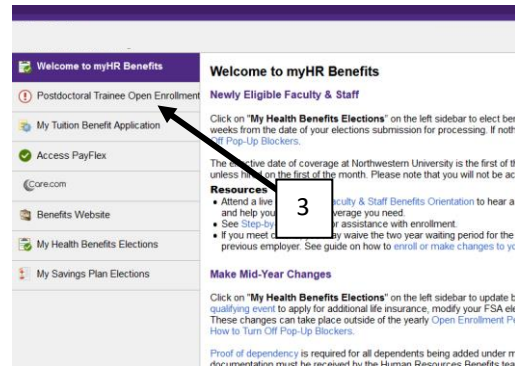 Welcome to myHR Benefits
Postdoctoral Trainee Open Enrollment
My Tuition Benefit Application
Access PayFlex
Care.com
Benefits Website
My Health Benefits Elections
My Savings Plan Elections
Welcome to myHR Benefits
Newly Eligible Faculty & Staff
Click on "My Health Benefits Elections" on the left sidebar to elect ber
weeks from the date of your elections submission for processing. If noth
Off Pop-Up Blockers.
The effective date of coverage at Northwestern University is the first of th
unless hired on the first of the month. Please note that you will not be ac
Resources
• Attend a live Faculty & Staff Benefits Orientation to hear a
and help you coverage you need.
• See Step-by for assistance with enrollment.
• If you meet may waive the two year waiting period for the
previous employer. See guide on how to enroll or make changes to yo
3
Make Mid-Year Changes
Click on "My Health Benefits Elections" on the left sidebar to update b
qualifying event to apply for additional life insurance, modify your FSA ele
These changes can take place outside of the yearly Open Enrollment Pe
How to Turn Off Pop-Up Blockers.
Proof of dependency is required for all dependents being added under m
documentation must be received by the Human Resources Benefits tea